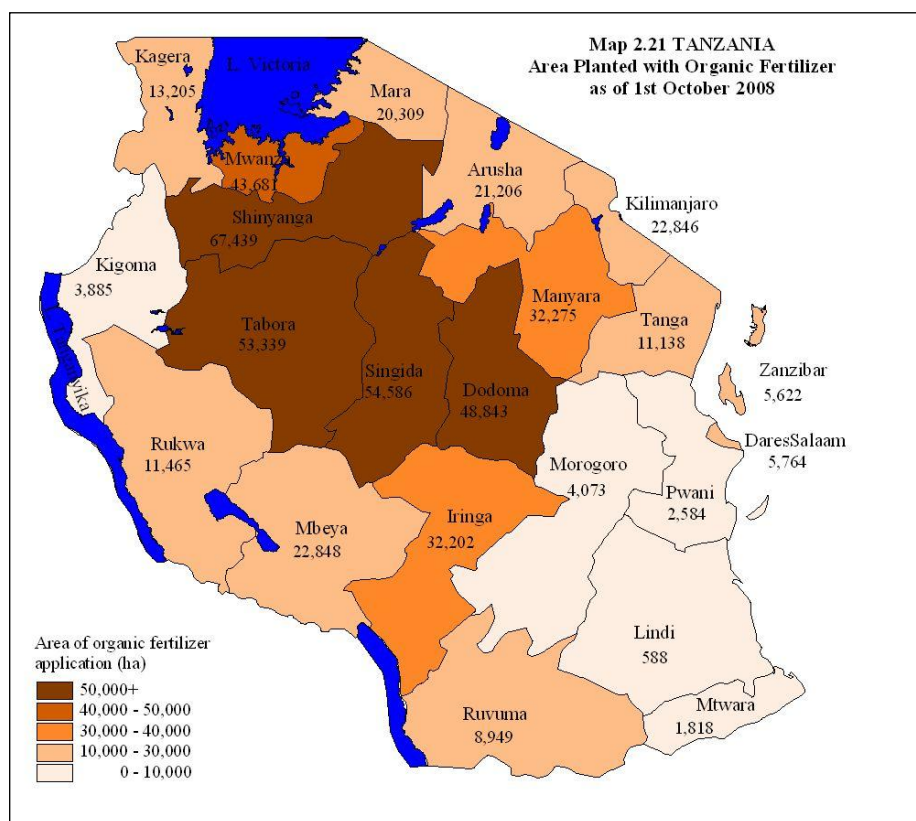 Map 2.21 TANZANIA
Area Planted with Organic Fertilizer
as of 1st October 2008
Kagera
13,205
L. Victoria
Mara
20,309
Mwanza
43,681
Arusha
21,206
Kilimanjaro
22,846
Shinyanga
67,439
Kigoma
3,885
Manyara
32,275
Tabora
53,339
Tanga
11,138
Singida
54,586
Dodoma
48,843
Zanzibar
5,622
DaresSalaam
5,764
Rukwa
11,465
Morogoro
4,073
Pwani
2,584
Mbeya
22,848
Iringa
32,202
Lindi
588
Mtwara
1,818
Ruvuma
8,949
Area of organic fertilizer
application (ha)
50,000+
40,000 - 50,000
30,000 - 40,000
10,000 - 30,000
0 - 10,000